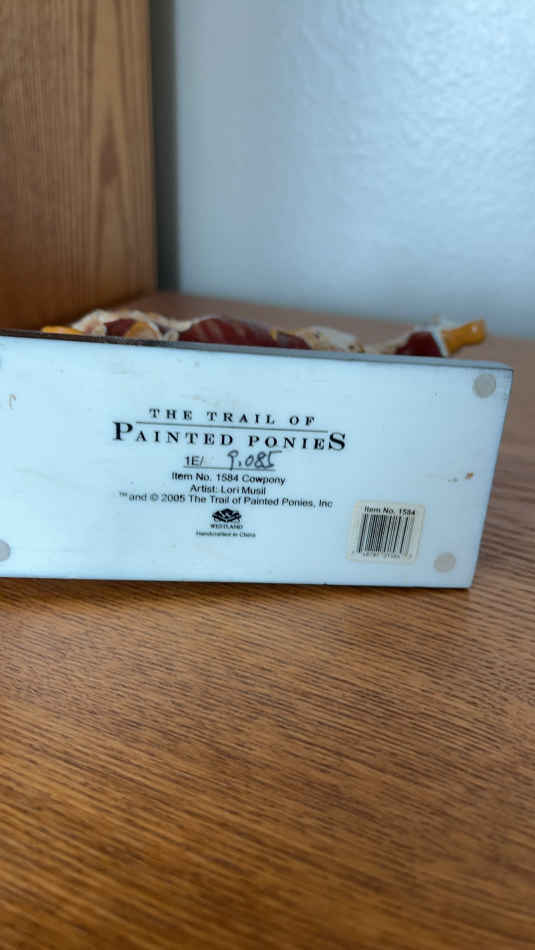 THE TRAIL OF
PAINTED PONIES
1E/ 9,085
Item No. 1584 Cowpony
Artist: Lori Musil
™ and © 2005 The Trail of Painted Ponies, Inc
WESTLAND
Handcrafted in China
Item No. 1584